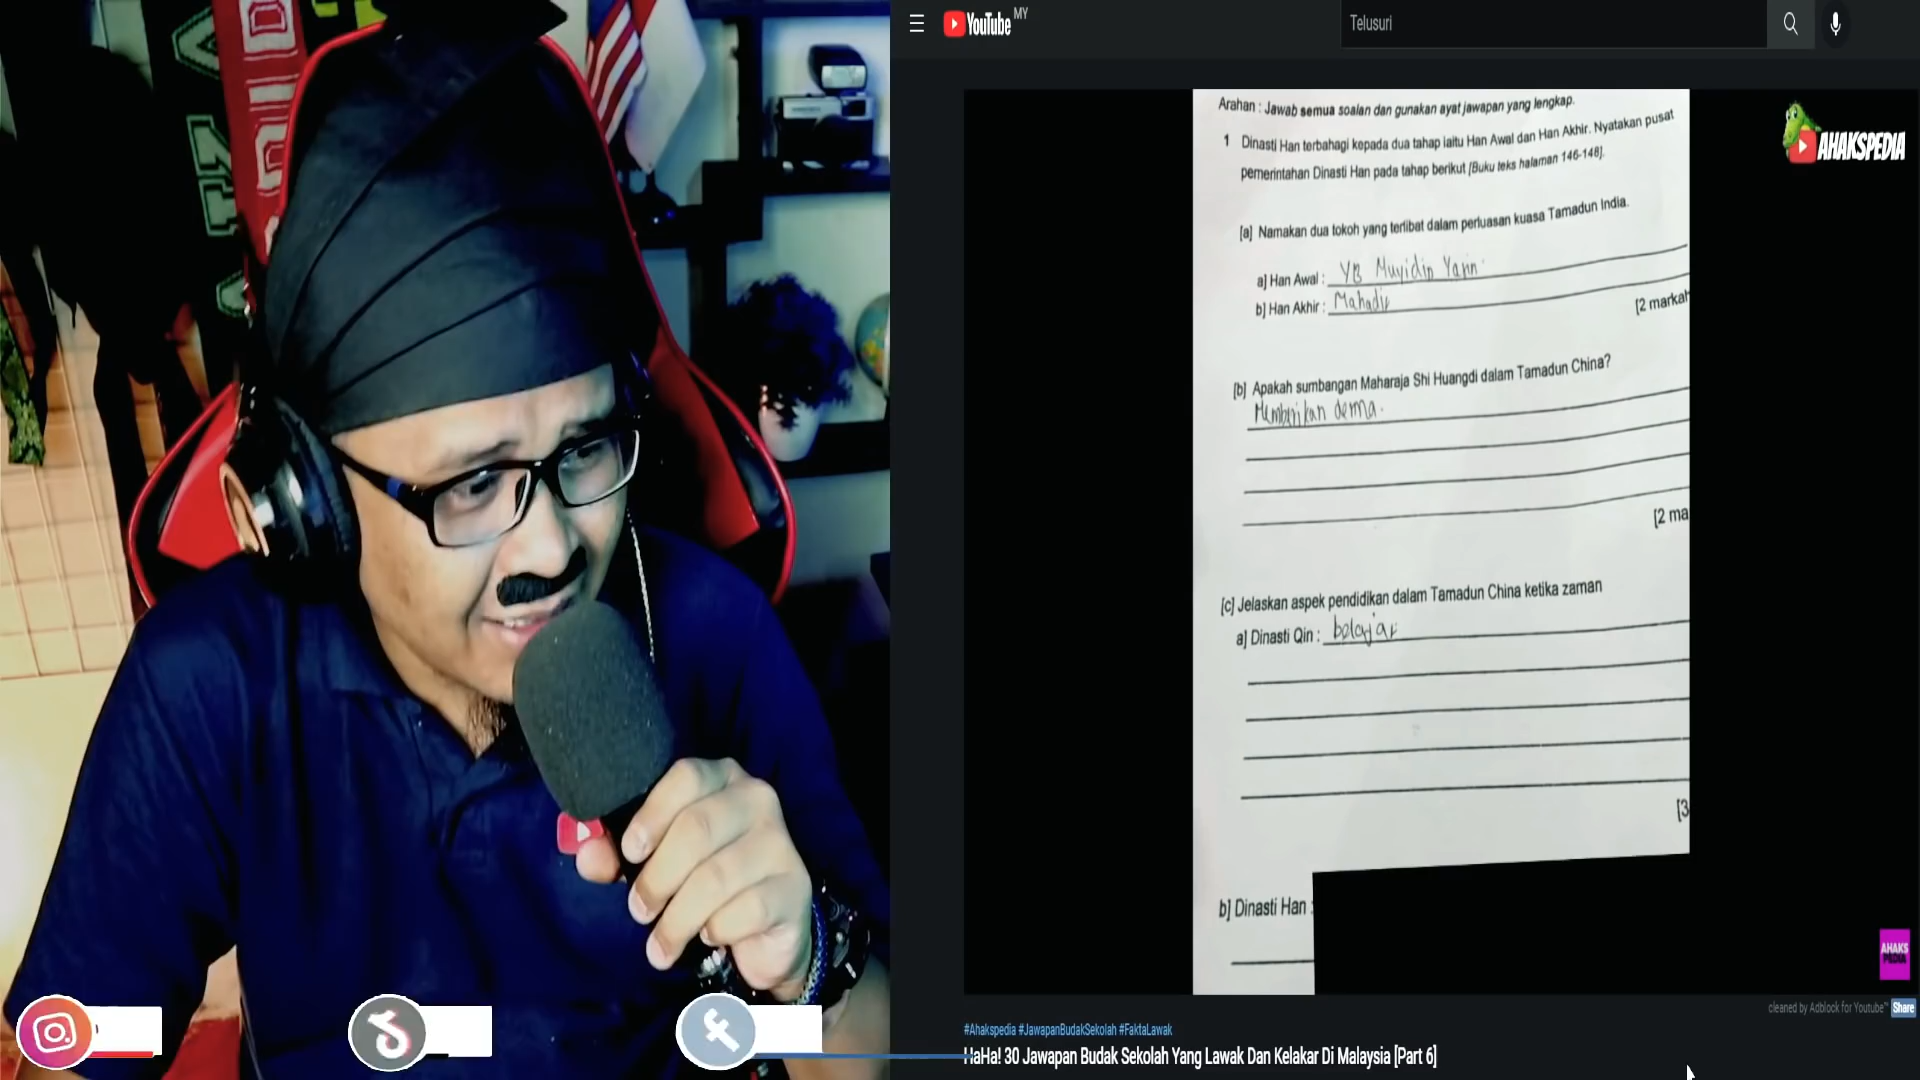 YouTube MY
Telusuri
AHAKSPEDIA
Arahan : Jawab semua soalan dan gunakan ayat jawapan yang lengkap.
1 Dinasti Han terbahagi kepada dua tahap iaitu Han Awal dan Han Akhir. Nyatakan pusat
pemerintahan Dinasti Han pada tahap berikut [Buku teks halaman 146-148].
[a] Namakan dua tokoh yang terlibat dalam perluasan kuasa Tamadun India.
a] Han Awal : YB Muyidin Yasin
b] Han Akhir : Mahadir
[2 markah
[b] Apakah sumbangan Maharaja Shi Huangdi dalam Tamadun China?
Memberikan derma.
[2 ma
[c] Jelaskan aspek pendidikan dalam Tamadun China ketika zaman
a] Dinasti Qin : belajar
[3
b] Dinasti Han :
AHAKS
PEDIA
cleaned by Adblock for Youtube™ Share
#Ahakspedia #JawapanBudakSekolah #FaktaLawak
HaHa! 30 Jawapan Budak Sekolah Yang Lawak Dan Kelakar Di Malaysia [Part 6]